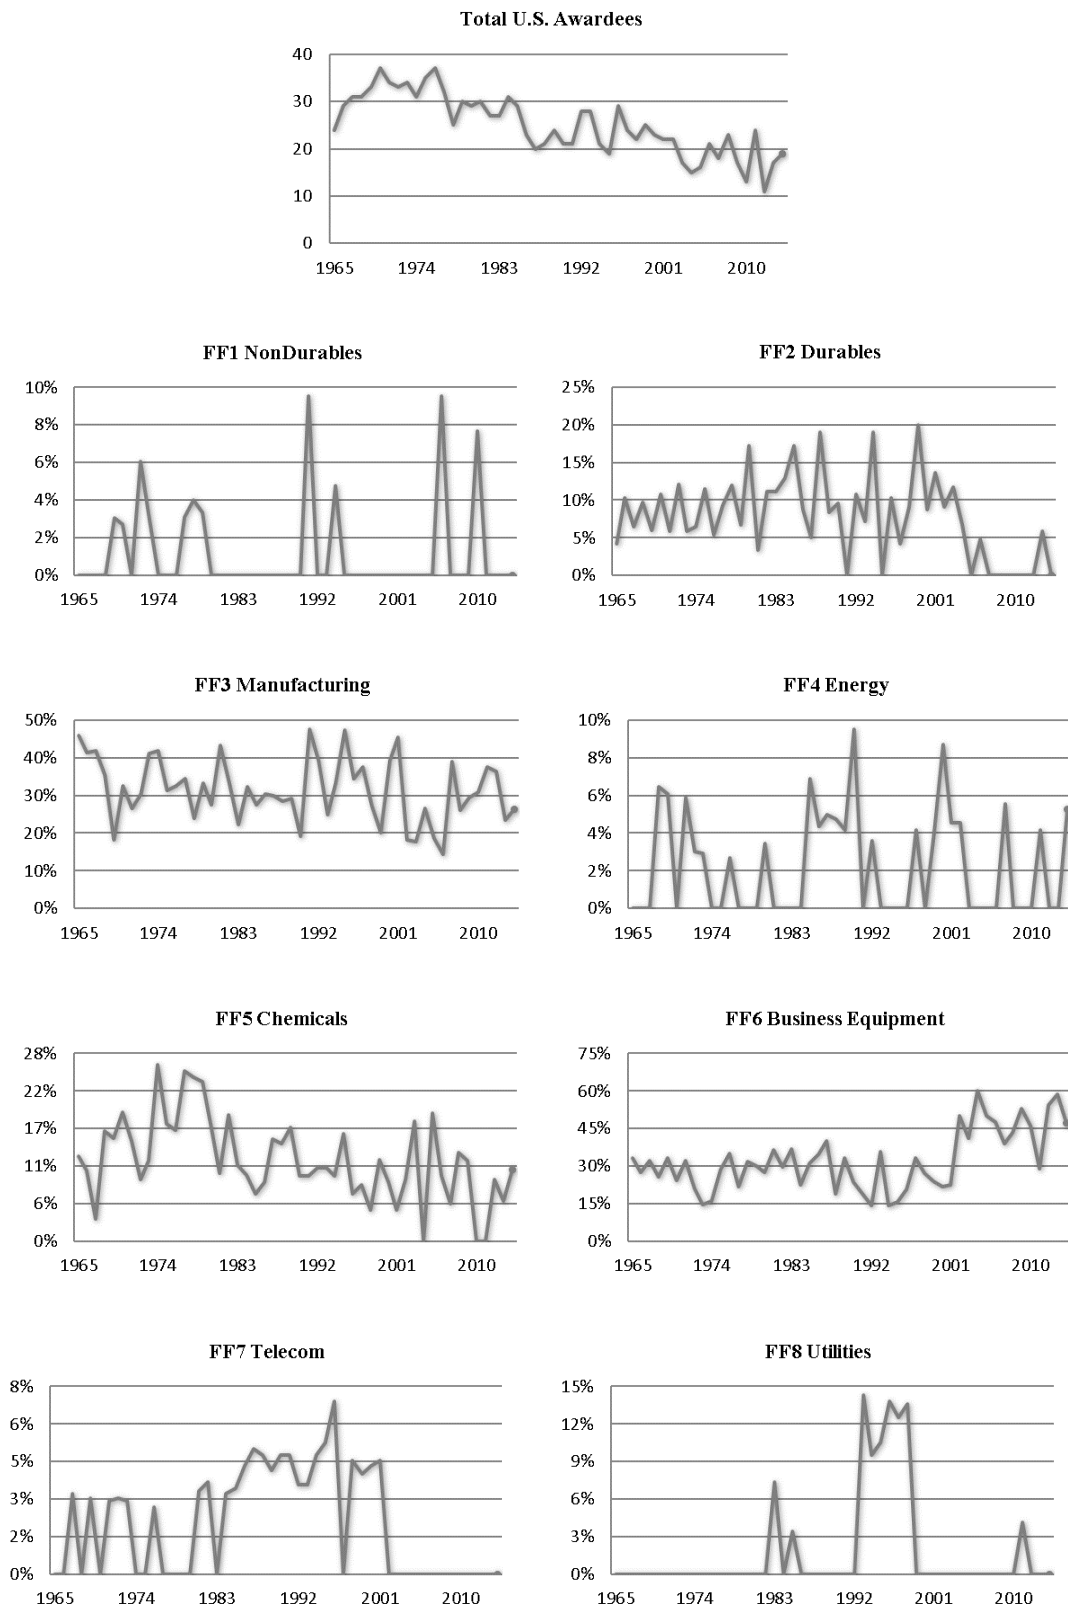 Total U.S. Awardees
40
30
20
10
0
1965 1974 1983 1992 2001 2010
FF1 NonDurables
10%
8%
6%
4%
2%
0%
1965 1974 1983 1992 2001 2010
FF2 Durables
25%
20%
15%
10%
5%
0%
1965 1974 1983 1992 2001 2010
FF3 Manufacturing
50%
40%
30%
20%
10%
0%
1965 1974 1983 1992 2001 2010
FF4 Energy
10%
8%
6%
4%
2%
0%
1965 1974 1983 1992 2001 2010
FF5 Chemicals
28%
22%
17%
11%
6%
0%
1965 1974 1983 1992 2001 2010
FF6 Business Equipment
75%
60%
45%
30%
15%
0%
1965 1974 1983 1992 2001 2010
FF7 Telecom
8%
6%
5%
3%
2%
0%
1965 1974 1983 1992 2001 2010
FF8 Utilities
15%
12%
9%
6%
3%
0%
1965 1974 1983 1992 2001 2010